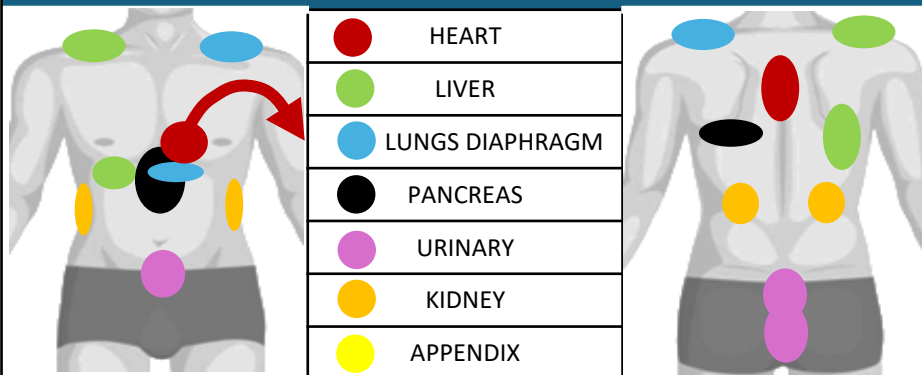 HEART
LIVER
LUNGS DIAPHRAGM
PANCREAS
URINARY
KIDNEY
APPENDIX